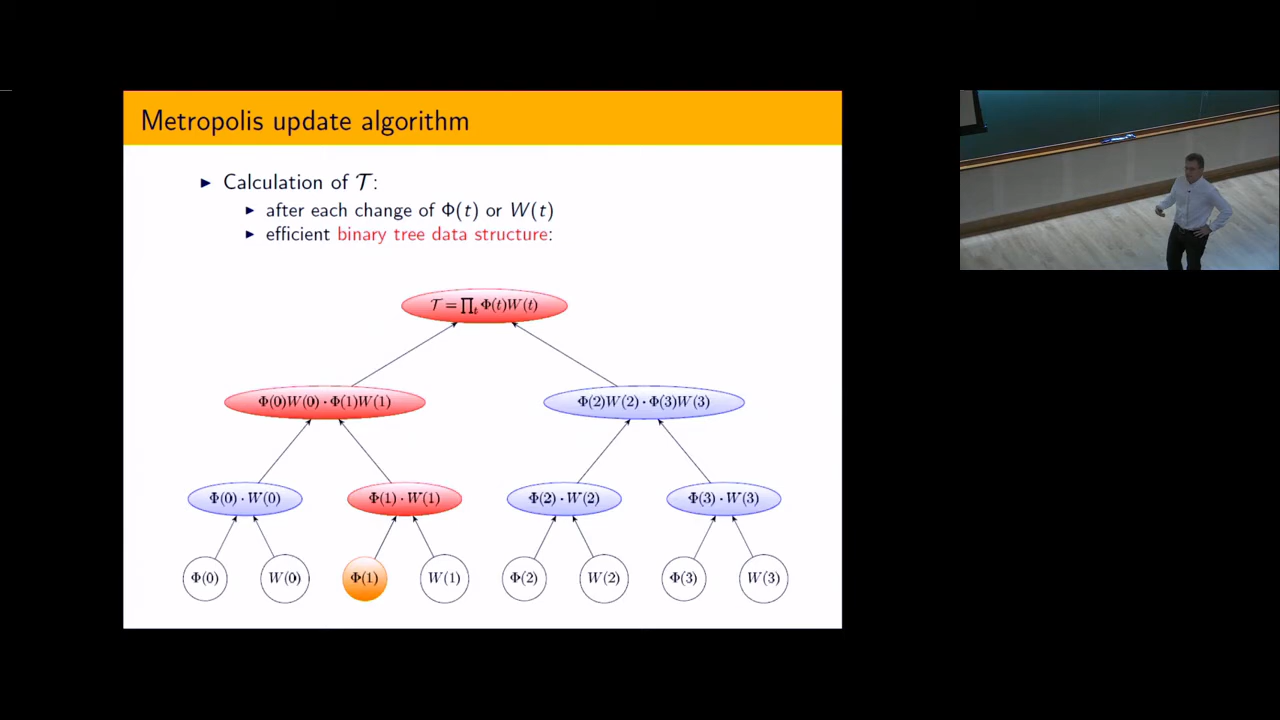 Metropolis update algorithm
► Calculation of 𝒯:
► after each change of Φ(t) or W(t)
► efficient binary tree data structure:
𝒯 = ∏ₜ Φ(t)W(t)
Φ(0)W(0) · Φ(1)W(1)
Φ(2)W(2) · Φ(3)W(3)
Φ(0) · W(0)
Φ(1) · W(1)
Φ(2) · W(2)
Φ(3) · W(3)
Φ(0)
W(0)
Φ(1)
W(1)
Φ(2)
W(2)
Φ(3)
W(3)